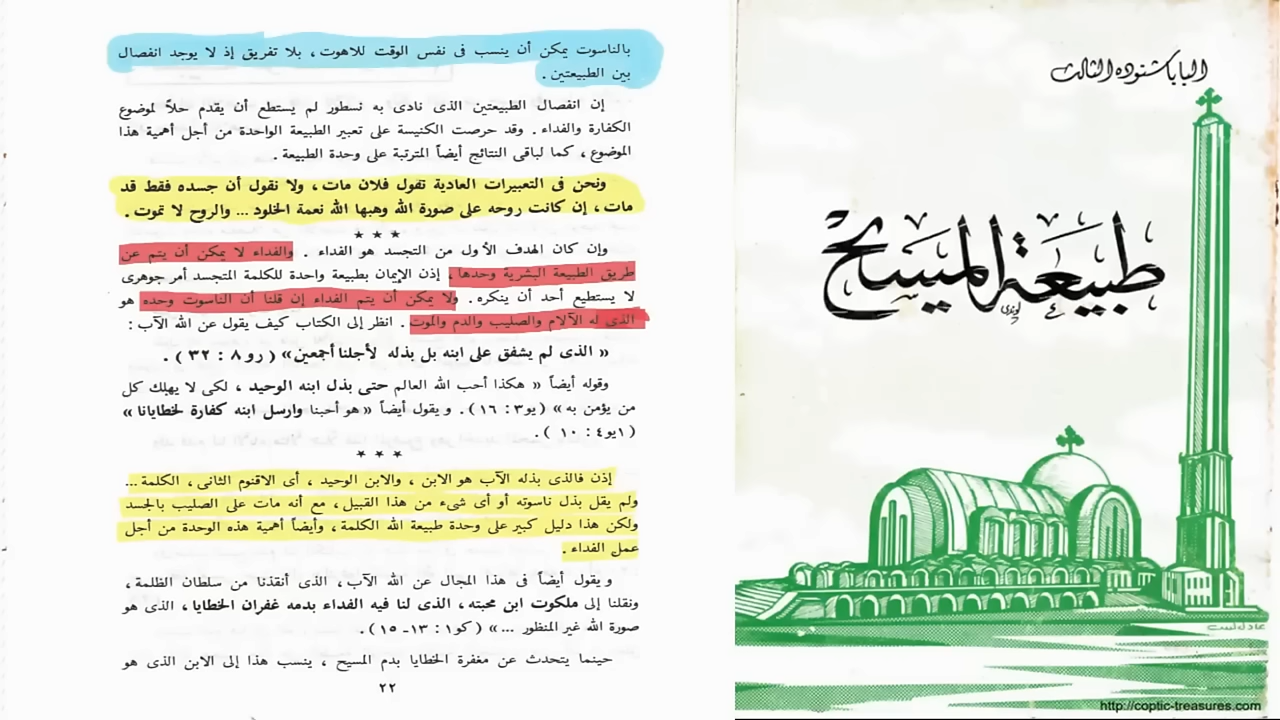 بالناسوت يمكن أن ينسب فى نفس الوقت للاهوت ، بلا تفريق إذ لا يوجد انفصال
بين الطبيعتين .
إن انفصال الطبيعتين الذى نادى به نسطور لم يستطع أن يقدم حلاً لموضوع
الكفارة والفداء . وقد حرصت الكنيسة على تعبير الطبيعة الواحدة من أجل أهمية هذا
الموضوع ، كما لباقى النتائج أيضاً المترتبة على وحدة الطبيعة .
ونحن فى التعبيرات العادية نقول فلان مات ، ولا نقول أن جسده فقط قد
مات ، إن كانت روحه على صورة الله وهبها الله نعمة الخلود ... والروح لا تموت .
★ ★ ★
وإن كان الهدف الأول من التجسد هو الفداء . والفداء لا يمكن أن يتم عن
طريق الطبيعة البشرية وحدها ، إذن الإيمان بطبيعة واحدة للكلمة المتجسد أمر جوهرى
لا يستطيع أحد أن ينكره . ولا يمكن أن يتم الفداء إن قلنا أن الناسوت وحده هو
الذى له الآلام والصليب والدم والموت . انظر إلى الكتاب كيف يقول عن الله الآب :
« الذى لم يشفق على ابنه بل بذله لأجلنا أجمعين» ( رو ٨ : ٣٢ ) .
وقوله أيضاً « هكذا أحب الله العالم حتى بذل ابنه الوحيد ، لكى لا يهلك كل
من يؤمن به» (يو٣ : ١٦) . ويقول أيضاً «هو أحبنا وارسل ابنه كفارة لخطايانا»
(١يو٤ : ١٠) .
★ ★ ★
إذن فالذى بذله الآب هو الابن ، والابن الوحيد ، أى الاقنوم الثانى ، الكلمة ...
ولم يقل بذل ناسوته أو أى شىء من هذا القبيل ، مع أنه مات على الصليب بالجسد
ولكن هذا دليل كبير على وحدة طبيعة الله الكلمة ، وأيضاً أهمية هذه الوحدة من أجل
عمل الفداء .
ويقول أيضاً فى هذا المجال عن الله الآب ، الذى أنقذنا من سلطان الظلمة ،
ونقلنا إلى ملكوت ابن محبته ، الذى لنا فيه الفداء بدمه غفران الخطايا ، الذى هو
صورة الله غير المنظور ...» (كو١ : ١٣ـ ١٥) .
حينما يتحدث عن مغفرة الخطايا بدم المسيح ، ينسب هذا إلى الابن الذى هو
٢٢
البابا شنوده الثالث
طبيعة المسيح
http://coptic-treasures.com